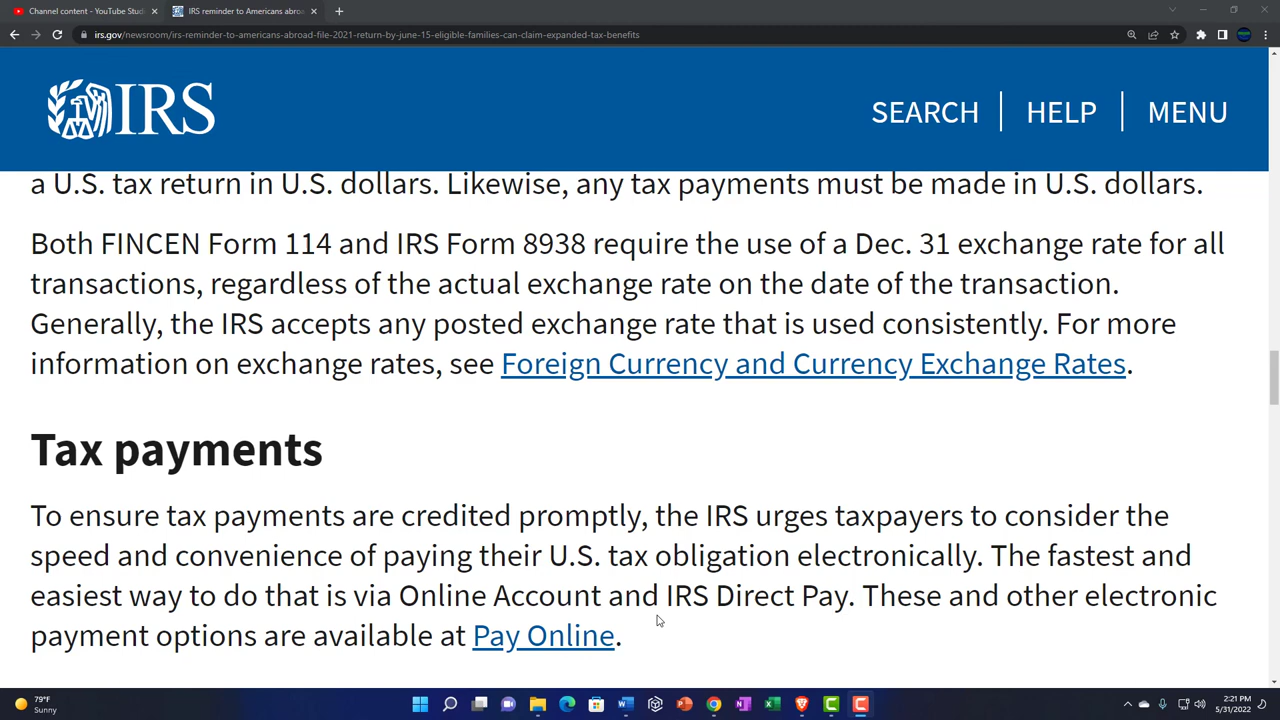 Channel content - YouTube Studi
IRS reminder to Americans abroa
irs.gov/newsroom/irs-reminder-to-americans-abroad-file-2021-return-by-june-15-eligible-families-can-claim-expanded-tax-benefits
IRS
SEARCH
HELP
MENU
a U.S. tax return in U.S. dollars. Likewise, any tax payments must be made in U.S. dollars.
Both FINCEN Form 114 and IRS Form 8938 require the use of a Dec. 31 exchange rate for all
transactions, regardless of the actual exchange rate on the date of the transaction.
Generally, the IRS accepts any posted exchange rate that is used consistently. For more
information on exchange rates, see Foreign Currency and Currency Exchange Rates.
Tax payments
To ensure tax payments are credited promptly, the IRS urges taxpayers to consider the
speed and convenience of paying their U.S. tax obligation electronically. The fastest and
easiest way to do that is via Online Account and IRS Direct Pay. These and other electronic
payment options are available at Pay Online.
79°F
Sunny
2:21 PM
5/31/2022